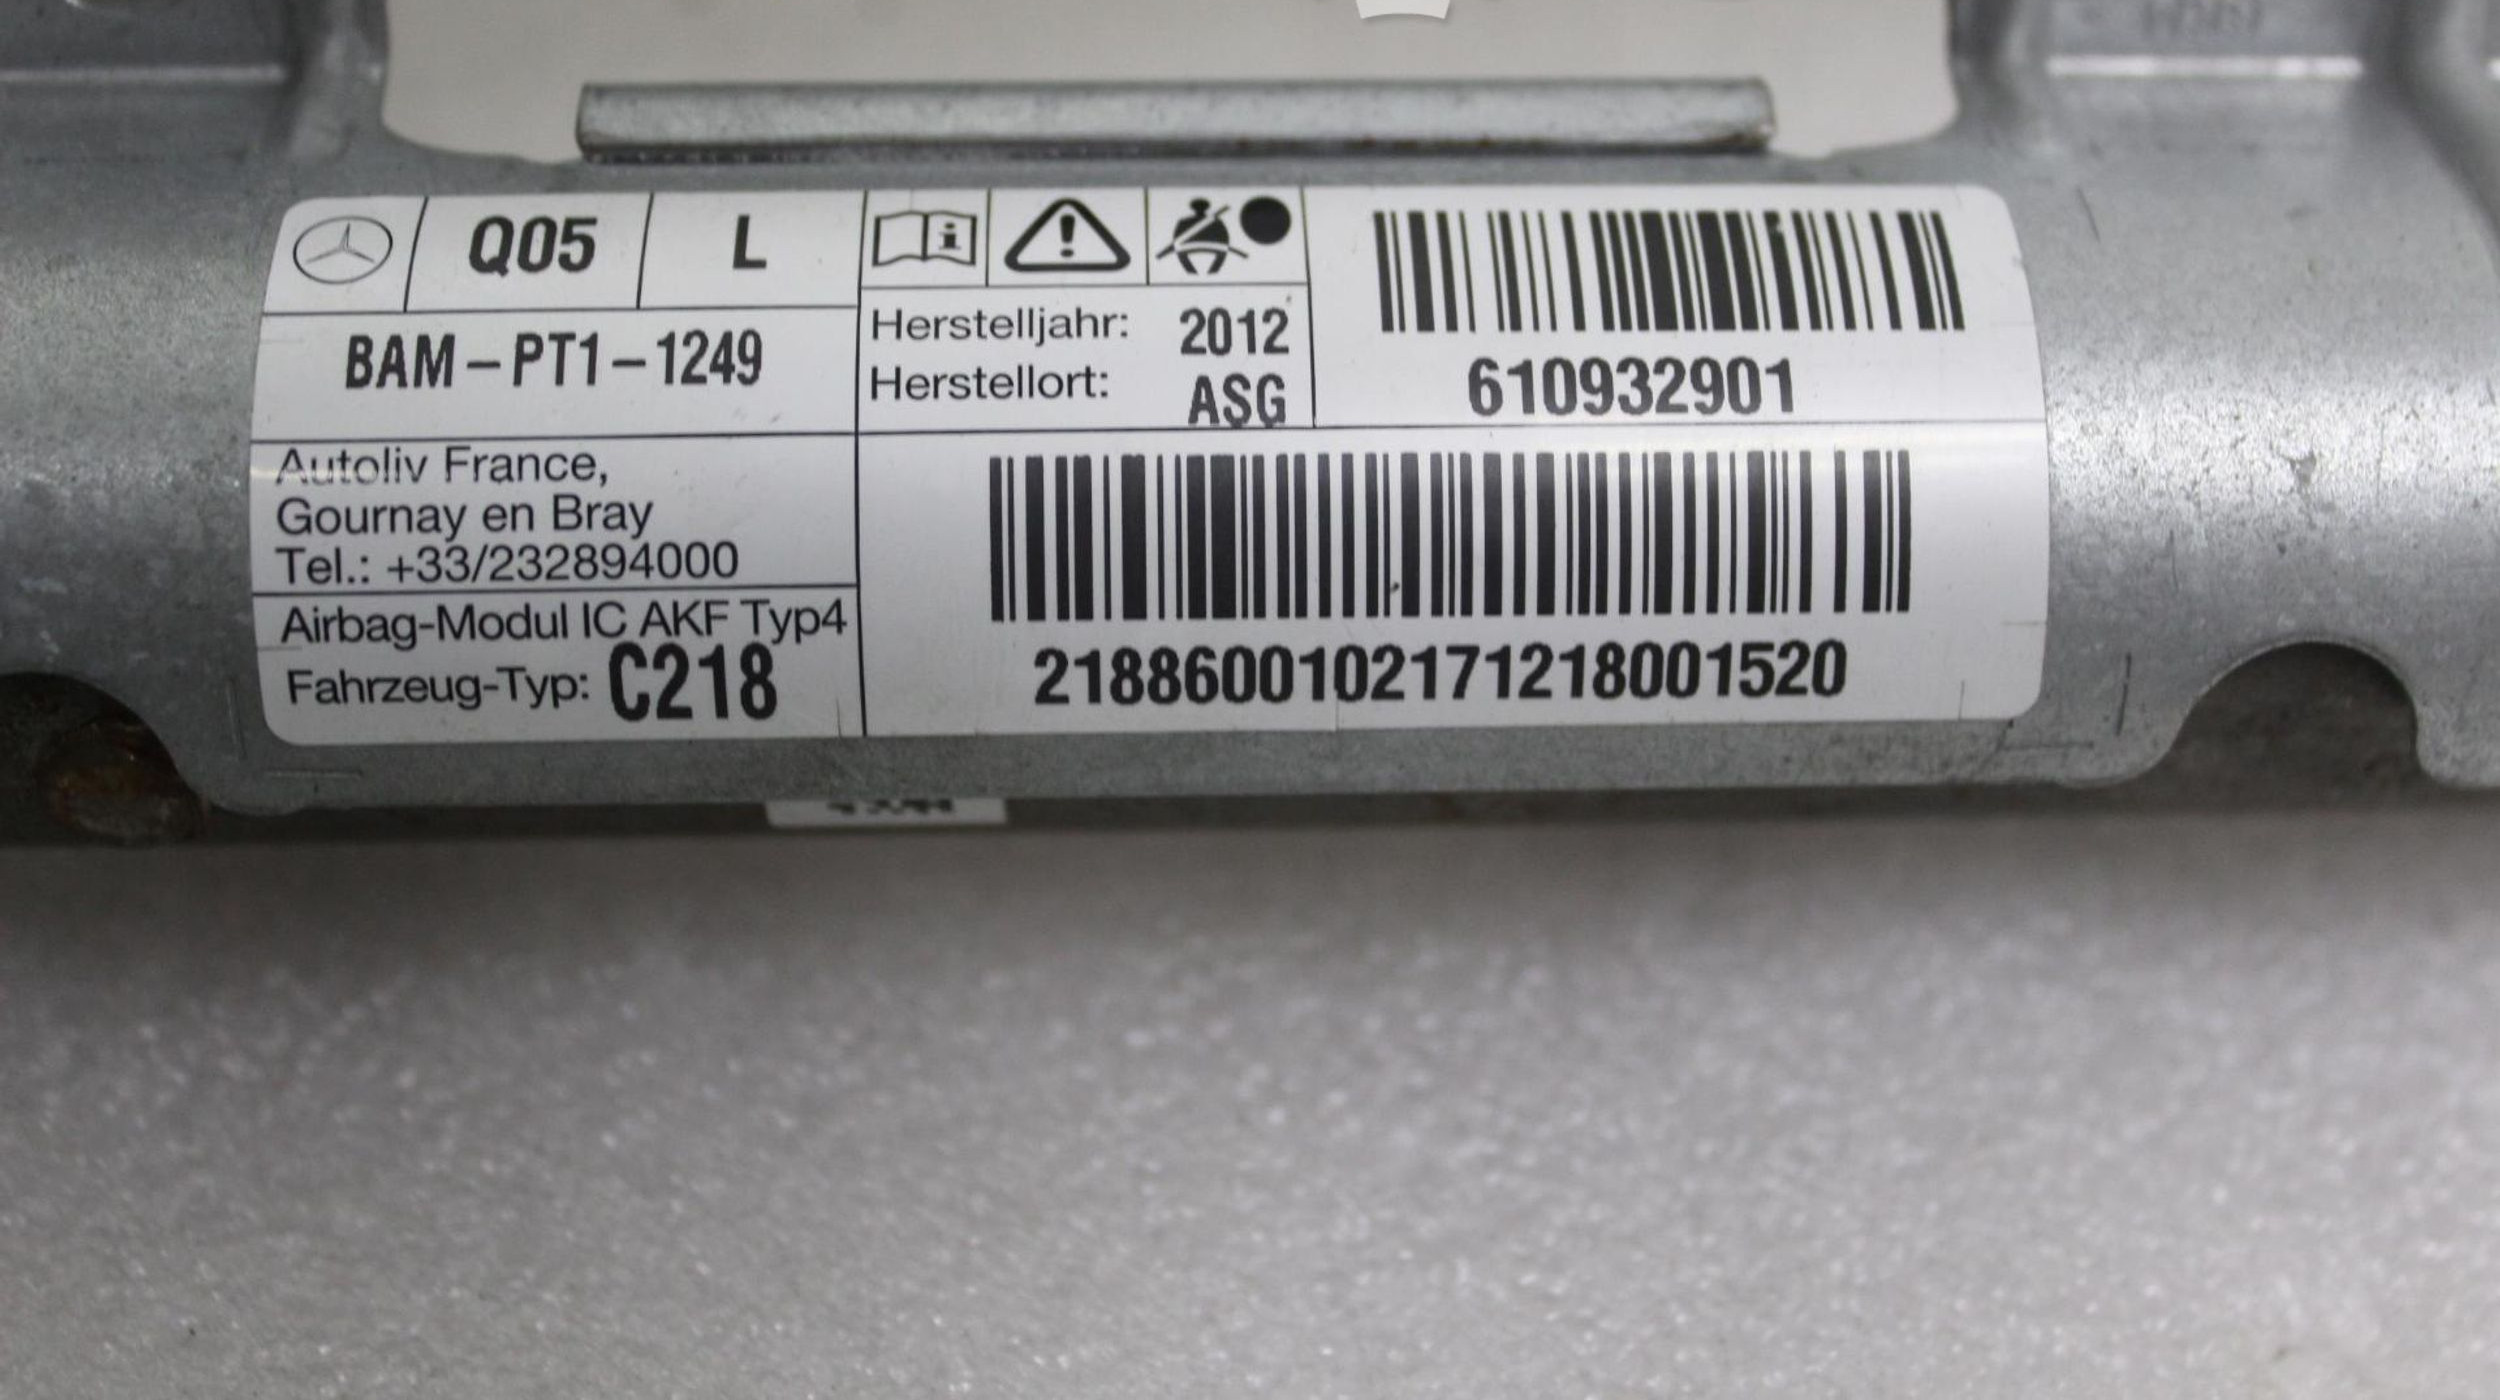 Q05 L
BAM-PT1-1249
Autoliv France,
Gournay en Bray
Tel.: +33/232894000
Airbag-Modul IC AKF Typ4
Fahrzeug-Typ: C218
Herstelljahr: 2012
Herstellort: ASG
610932901
2188600102171218001520